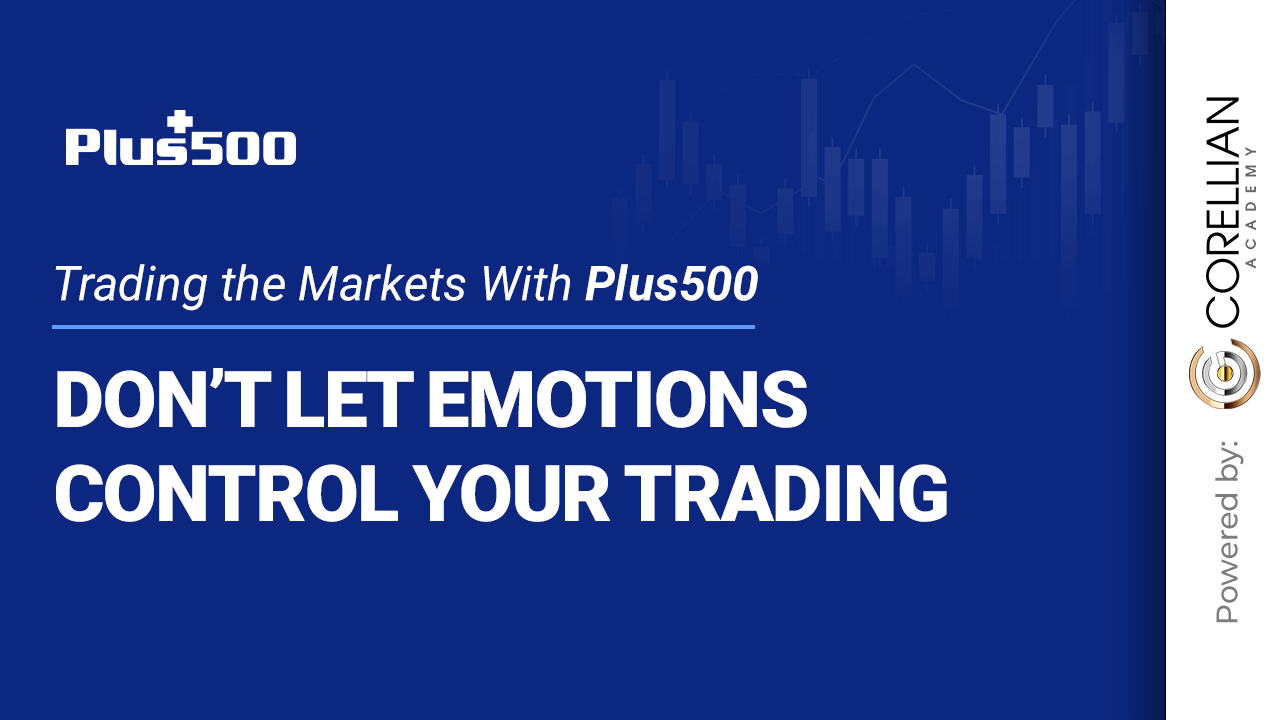 Plus500
Trading the Markets With Plus500
DON’T LET EMOTIONS
CONTROL YOUR TRADING
Powered by:
CORELLIAN
ACADEMY